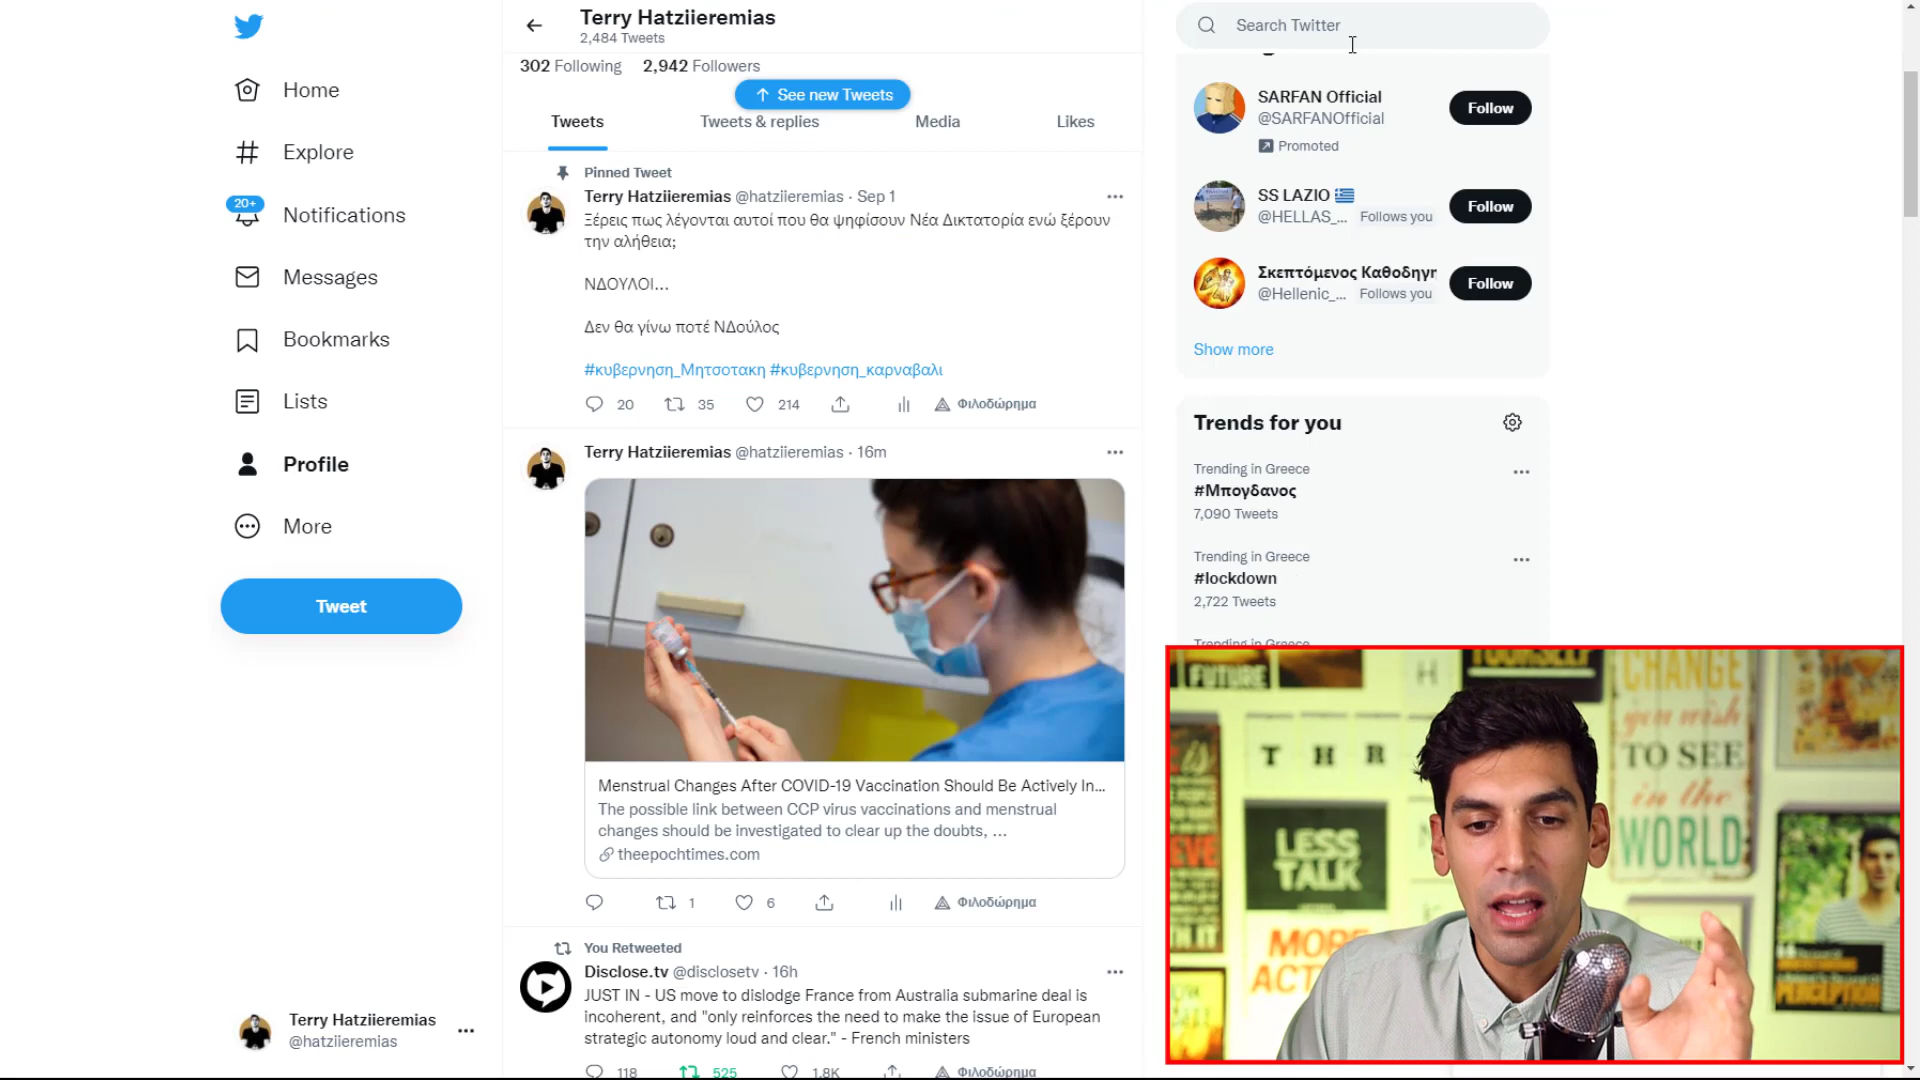 Terry Hatziieremias
2,484 Tweets
302 Following 2,942 Followers
See new Tweets
Tweets Tweets & replies Media Likes
Home
Explore
20+
Notifications
Messages
Bookmarks
Lists
Profile
More
Tweet
Terry Hatziieremias
@hatziieremias
Pinned Tweet
Terry Hatziieremias @hatziieremias · Sep 1
Ξέρεις πως λέγονται αυτοί που θα ψηφίσουν Νέα Δικτατορία ενώ ξέρουν
την αλήθεια;
ΝΔΟΥΛΟΙ...
Δεν θα γίνω ποτέ ΝΔούλος
#κυβερνηση_Μητσοτακη #κυβερνηση_καρναβαλι
20 35 214 Φιλοδώρημα
Terry Hatziieremias @hatziieremias · 16m
Menstrual Changes After COVID-19 Vaccination Should Be Actively In...
The possible link between CCP virus vaccinations and menstrual
changes should be investigated to clear up the doubts, ...
theepochtimes.com
1 6 Φιλοδώρημα
You Retweeted
Disclose.tv @disclosetv · 16h
JUST IN - US move to dislodge France from Australia submarine deal is
incoherent, and "only reinforces the need to make the issue of European
strategic autonomy loud and clear." - French ministers
118 525 1.8K Φιλοδώρημα
Search Twitter
SARFAN Official
@SARFANOfficial
Follow
Promoted
SS LAZIO
@HELLAS_... Follows you
Follow
Σκεπτόμενος Καθοδηγη
@Hellenic_... Follows you
Follow
Show more
Trends for you
Trending in Greece
#Μπογδανος
7,090 Tweets
Trending in Greece
#lockdown
2,722 Tweets
Trending in Greece
FUTURE
YOURSELF
CHANGE
you wish
TO SEE
in the
WORLD
T H R
LESS
TALK
MORE
PERCEPTION